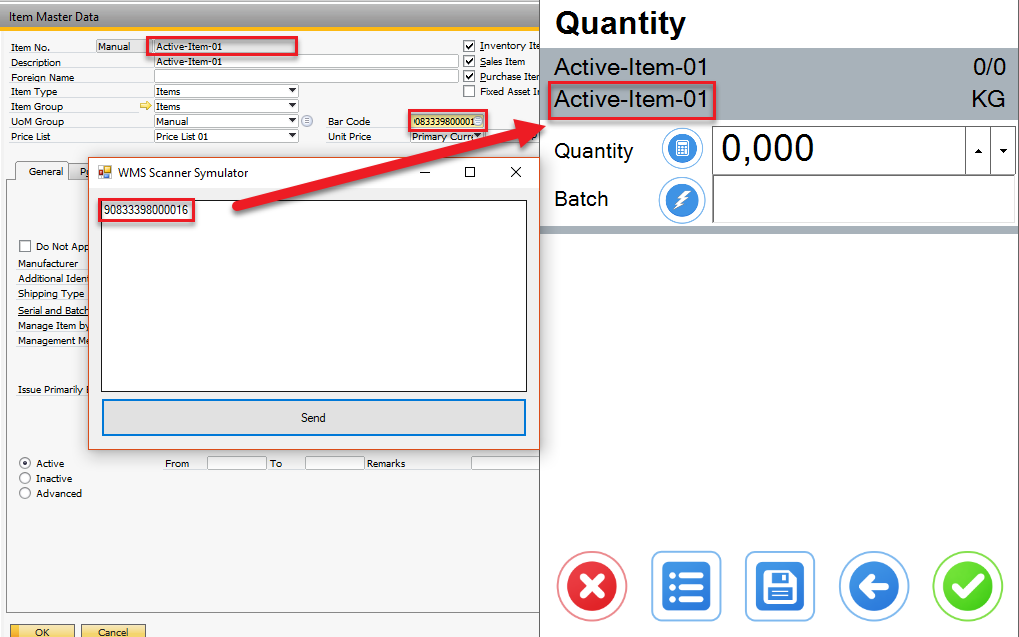 Item Master Data
Item No.
Manual
Active-Item-01
Description
Active-Item-01
Foreign Name
Item Type
Items
Item Group
Items
UoM Group
Manual
Bar Code
083339800001
Price List
Price List 01
Unit Price
Primary Curre
Inventory Ite
Sales Item
Purchase Iten
Fixed Asset I
General
WMS Scanner Symulator
90833398000016
Send
Do Not App
Manufacturer
Additional Ident
Shipping Type
Serial and Batch
Manage Item by
Management Me
Issue Primarily
Active
From
To
Remarks
Inactive
Advanced
OK
Cancel
Quantity
Active-Item-01
0/0
Active-Item-01
KG
Quantity
0,000
Batch